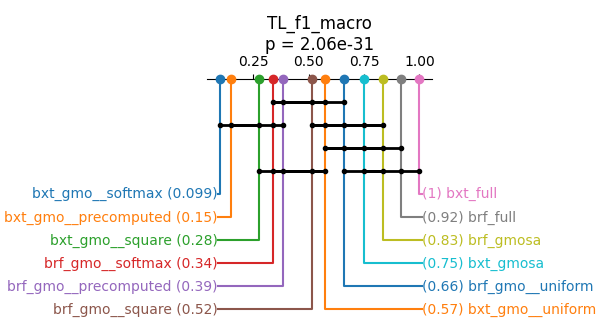 TL_f1_macro
p = 2.06e-31
0.25 0.50 0.75 1.00
bxt_gmo__softmax (0.099) (1) bxt_full
bxt_gmo__precomputed (0.15) (0.92) brf_full
bxt_gmo__square (0.28) (0.83) brf_gmosa
brf_gmo__softmax (0.34) (0.75) bxt_gmosa
brf_gmo__precomputed (0.39) (0.66) brf_gmo__uniform
brf_gmo__square (0.52) (0.57) bxt_gmo__uniform